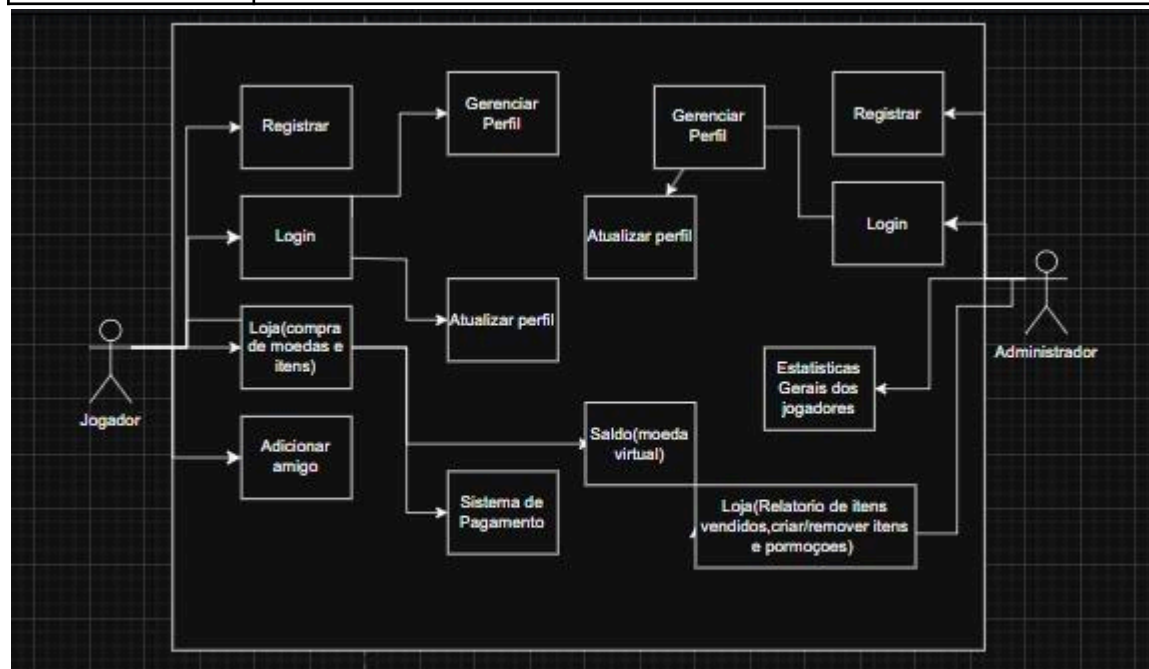 Registrar
Gerenciar
Perfil
Gerenciar
Perfil
Registrar
Login
Atualizar perfil
Login
Loja(compra
de moedas e
itens)
Atualizar perfil
Jogador
Administrador
Estatisticas
Gerais dos
jogadores
Adicionar
amigo
Saldo(moeda
virtual)
Sistema de
Pagamento
Loja(Relatorio de itens
vendidos,criar/remover itens
e pormoçoes)